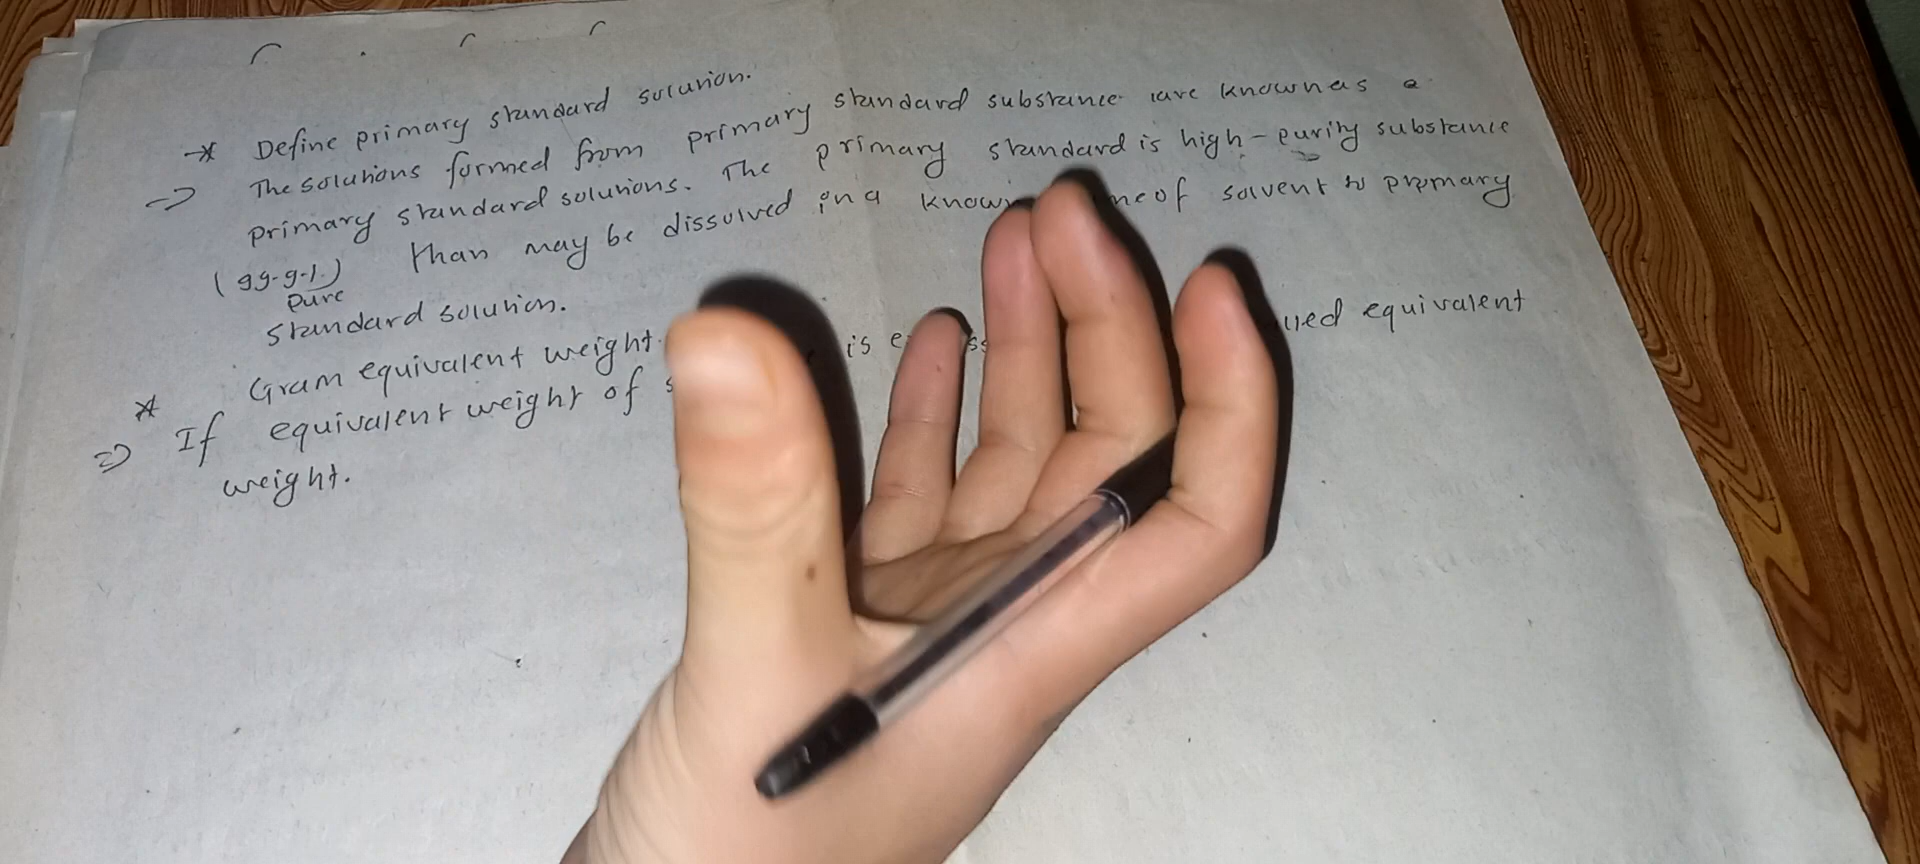 * Define primary standard solution.
=> The solutions formed from primary standard substance are known as a
primary standard solutions. The primary standard is high-purity substance
(99.9%) than may be dissolved in a known of solvent to primary
pure
standard solution.
* Gram equivalent weight.
=> If equivalent weight of is equivalent
weight.